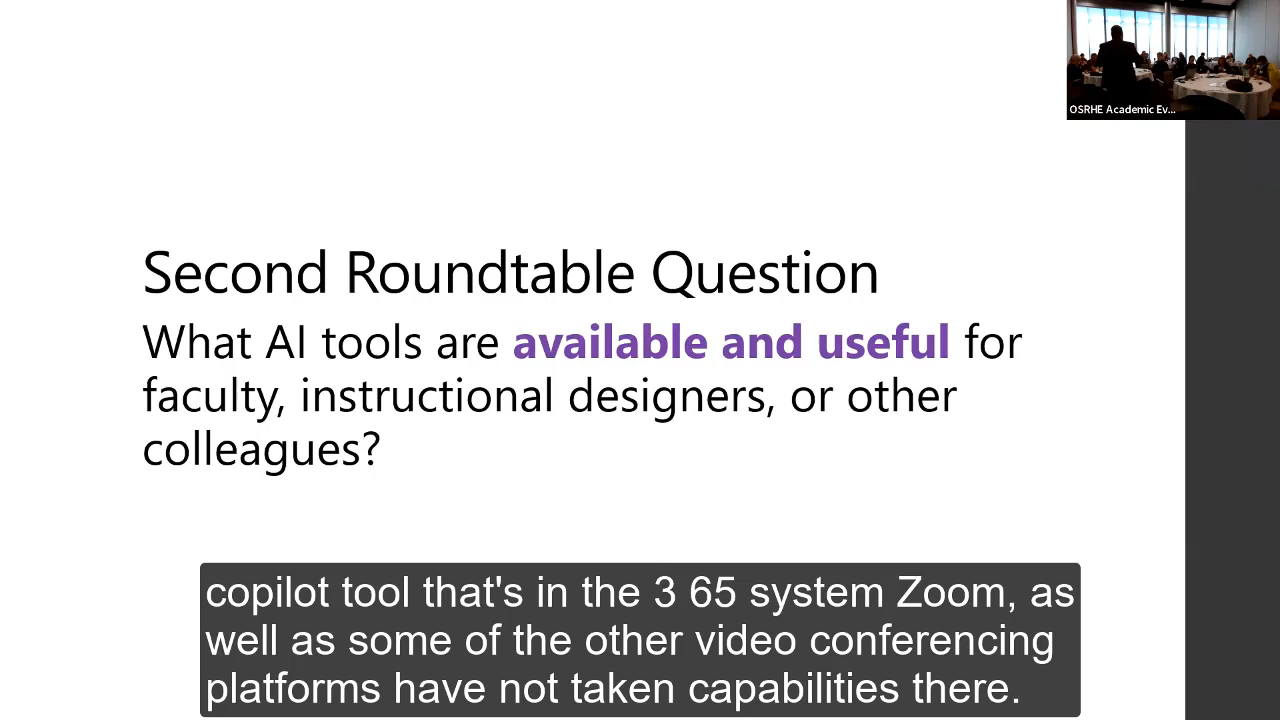 OSRHE Academic Ev...
Second Roundtable Question
What AI tools are available and useful for
faculty, instructional designers, or other
colleagues?
copilot tool that's in the 3 65 system Zoom, as
well as some of the other video conferencing
platforms have not taken capabilities there.